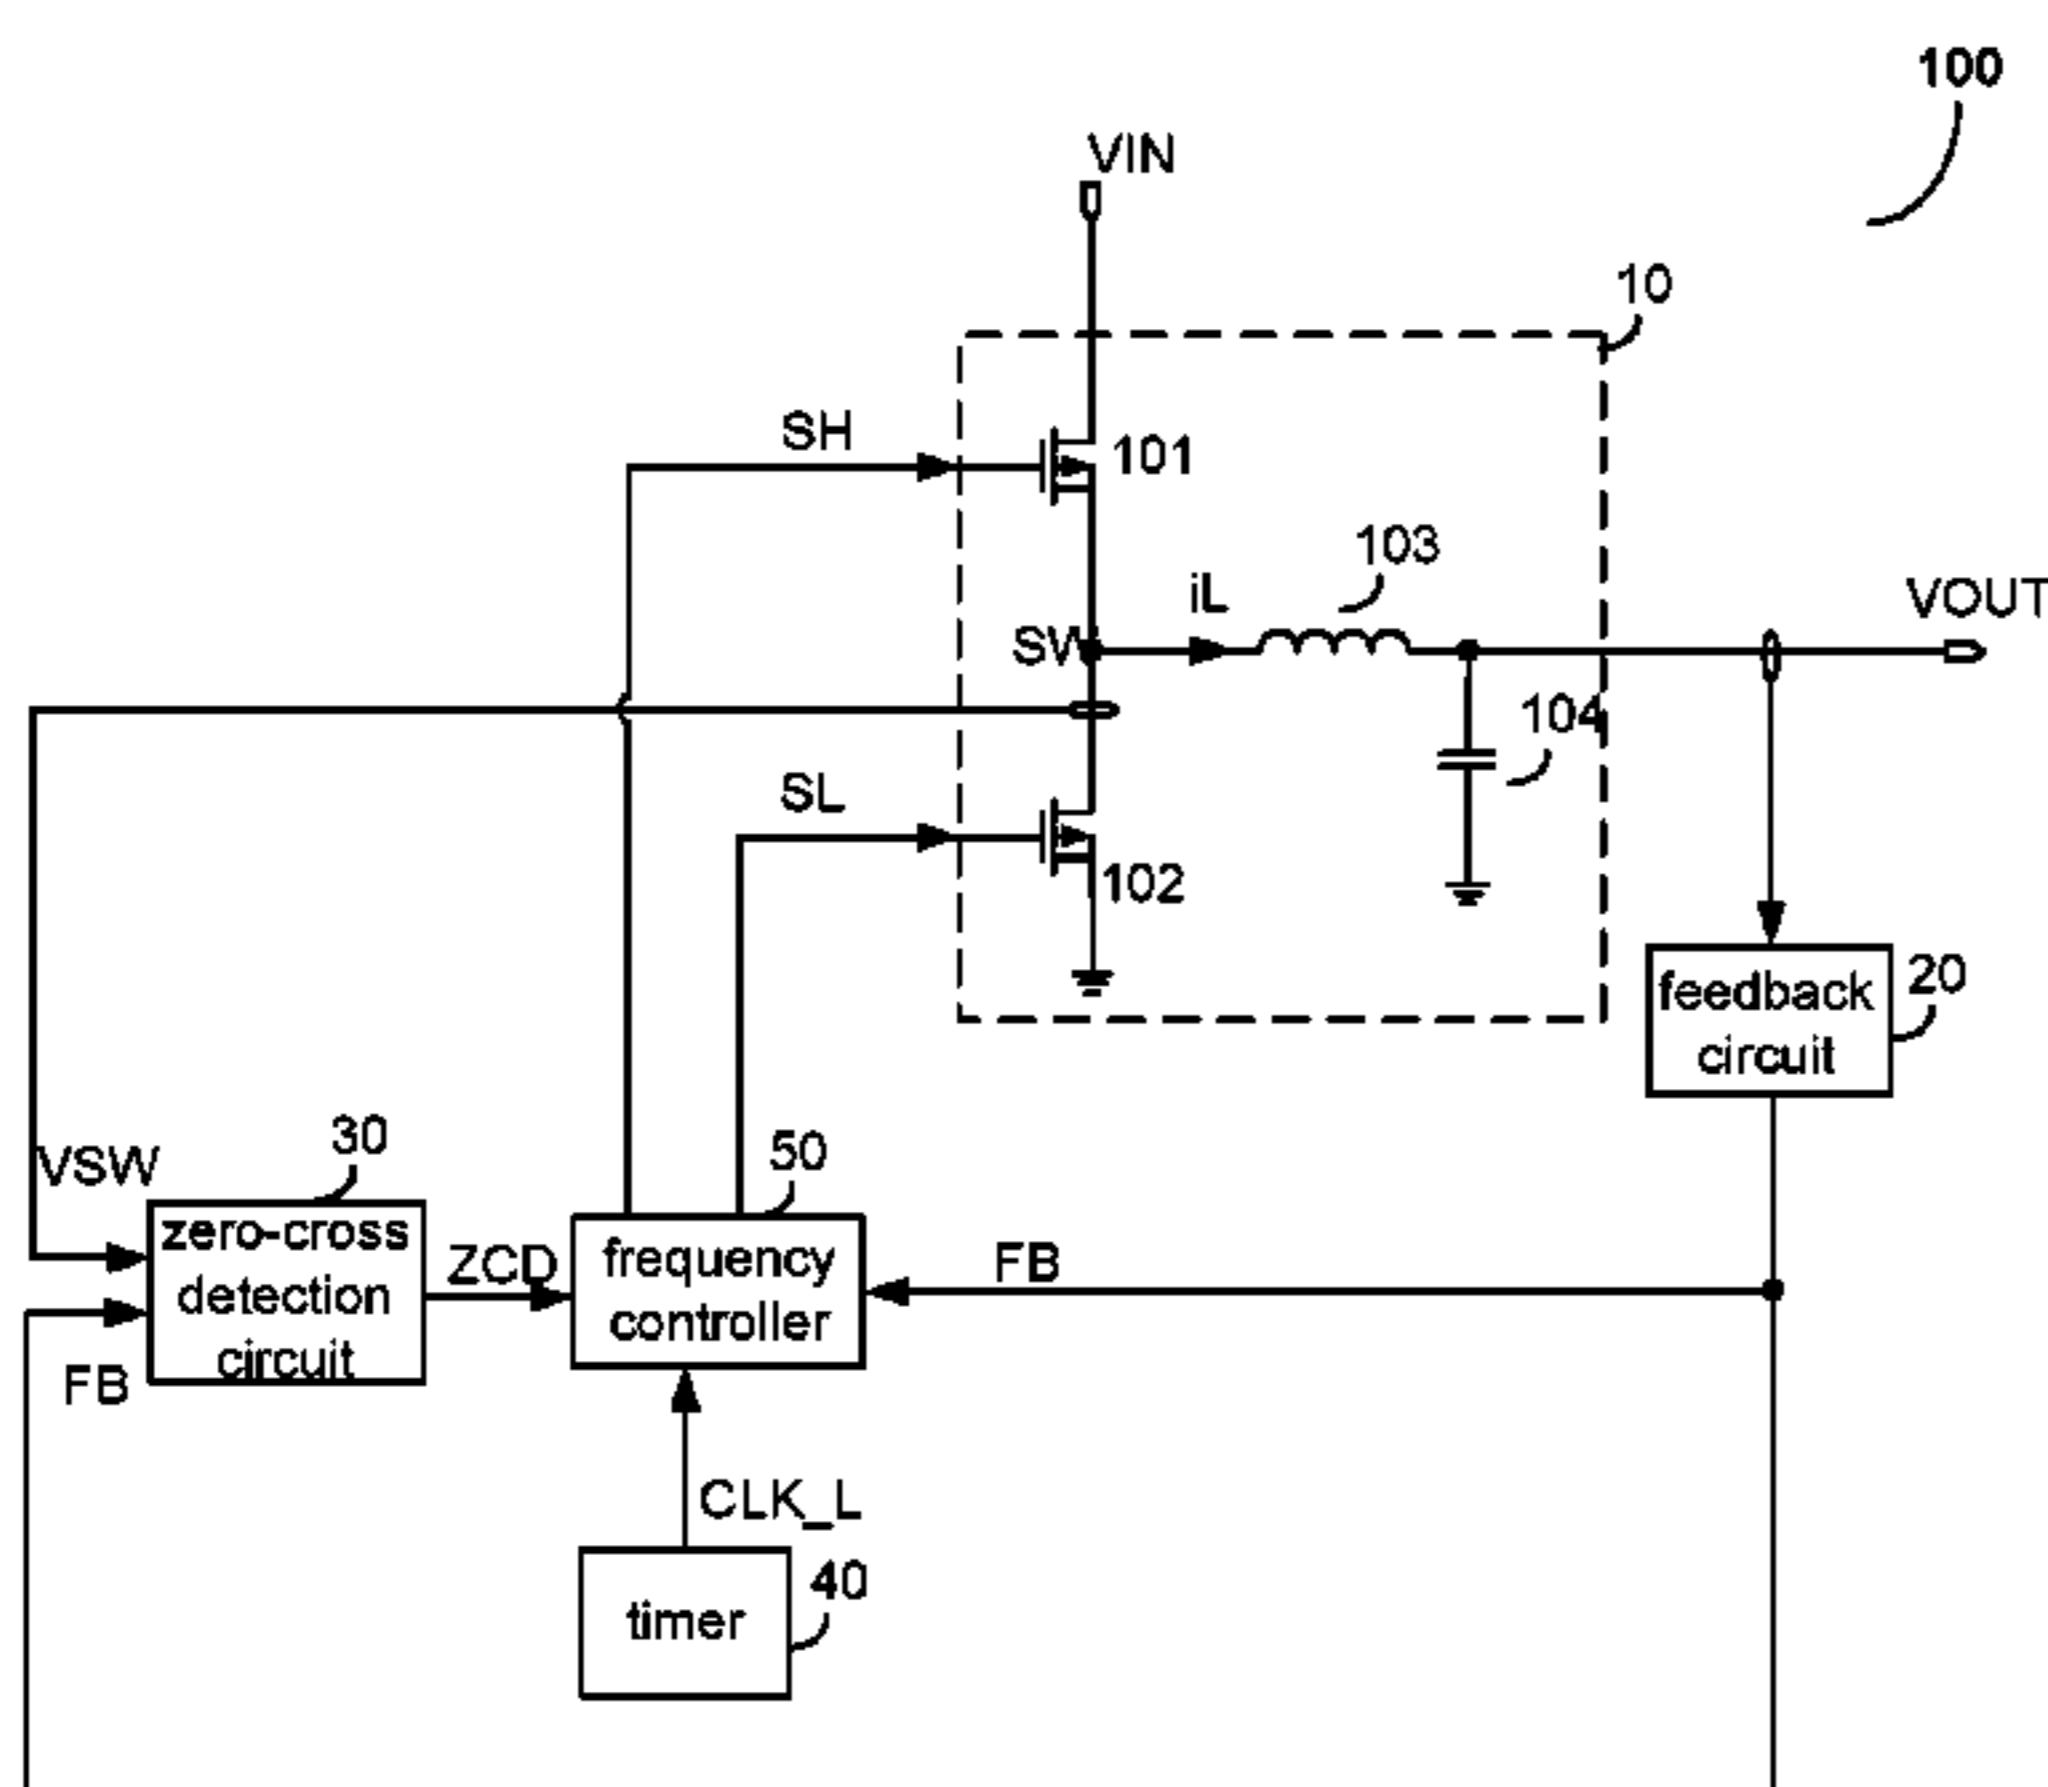 100
VIN
10
SH
101
103
iL
VOUT
SW
104
SL
102
feedback
circuit
20
VSW
30
50
zero-cross
detection
circuit
ZCD
frequency
controller
FB
FB
CLK_L
timer
40